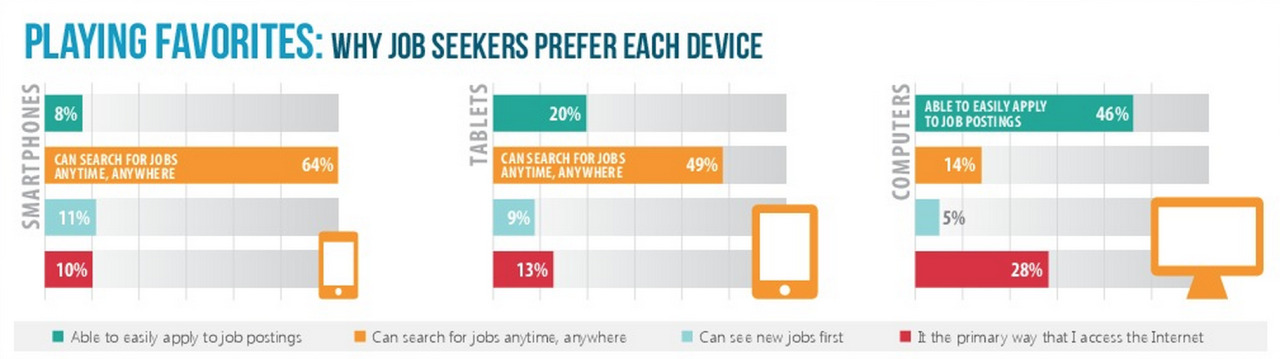 PLAYING FAVORITES: WHY JOB SEEKERS PREFER EACH DEVICE
SMARTPHONES
8%
CAN SEARCH FOR JOBS
ANYTIME, ANYWHERE
64%
11%
10%
TABLETS
20%
CAN SEARCH FOR JOBS
ANYTIME, ANYWHERE
49%
9%
13%
COMPUTERS
ABLE TO EASILY APPLY
TO JOB POSTINGS
46%
14%
5%
28%
Able to easily apply to job postings
Can search for jobs anytime, anywhere
Can see new jobs first
It the primary way that I access the Internet